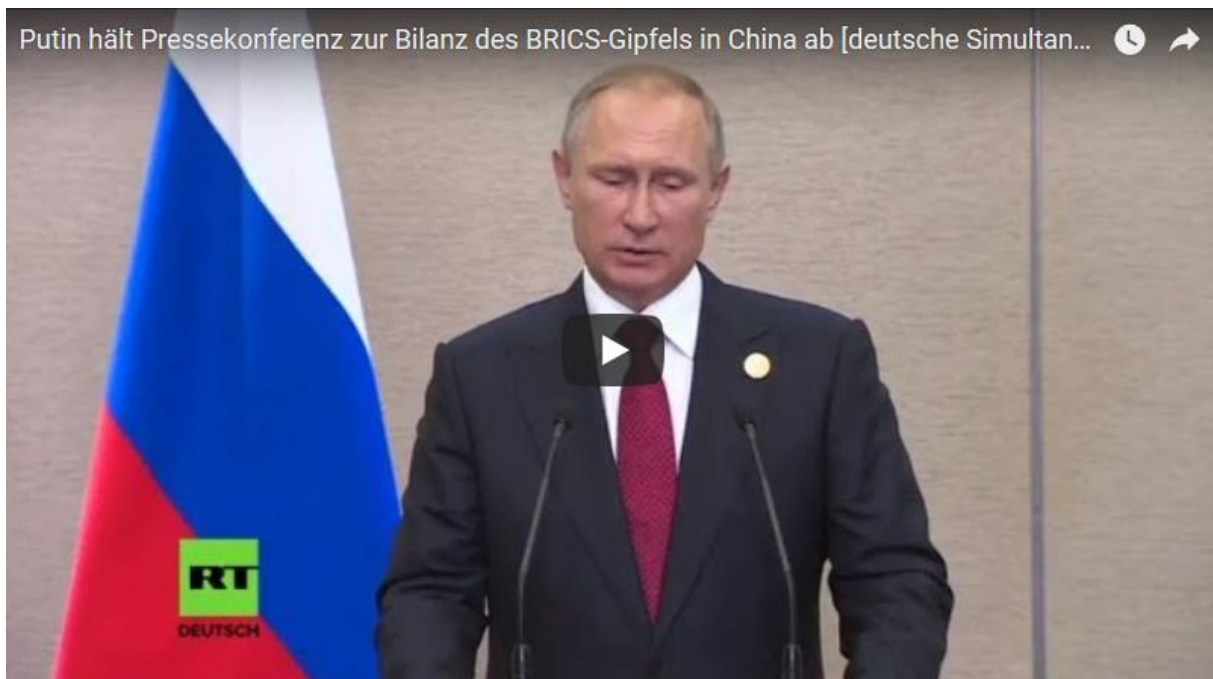 Putin hält Pressekonferenz zur Bilanz des BRICS-Gipfels in China ab [deutsche Simultan...
RT
DEUTSCH